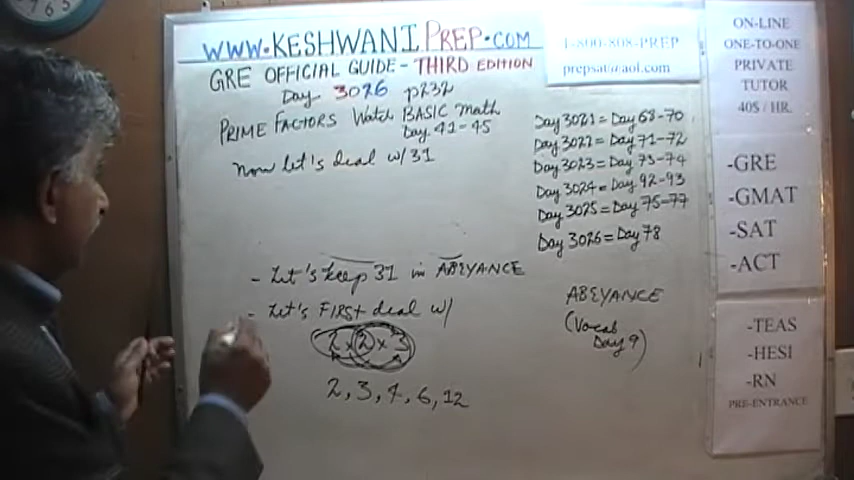 WWW.KESHWANIPREP.COM
GRE OFFICIAL GUIDE - THIRD EDITION
Day. 3026 p232
PRIME FACTORS Watch BASIC Math
Day. 41-45
Now Let's deal w/31
- Let's keep 31 in ABEYANCE
- Let's FIRST deal w/
2 x 2 x 3
2, 3, 4, 6, 12
1-800-808-PREP
prepsat@aol.com
Day 3021 = Day 68-70
Day 3022 = Day 71-72
Day 3023 = Day 73-74
Day 3024 = Day 92-93
Day 3025 = Day 75-77
Day 3026 = Day 78
ABEYANCE
(Vocab
Day 9)
ON-LINE
ONE-TO-ONE
PRIVATE
TUTOR
40$ / HR.
-GRE
-GMAT
-SAT
-ACT
-TEAS
-HESI
-RN
PRE-ENTRANCE
7 6 5